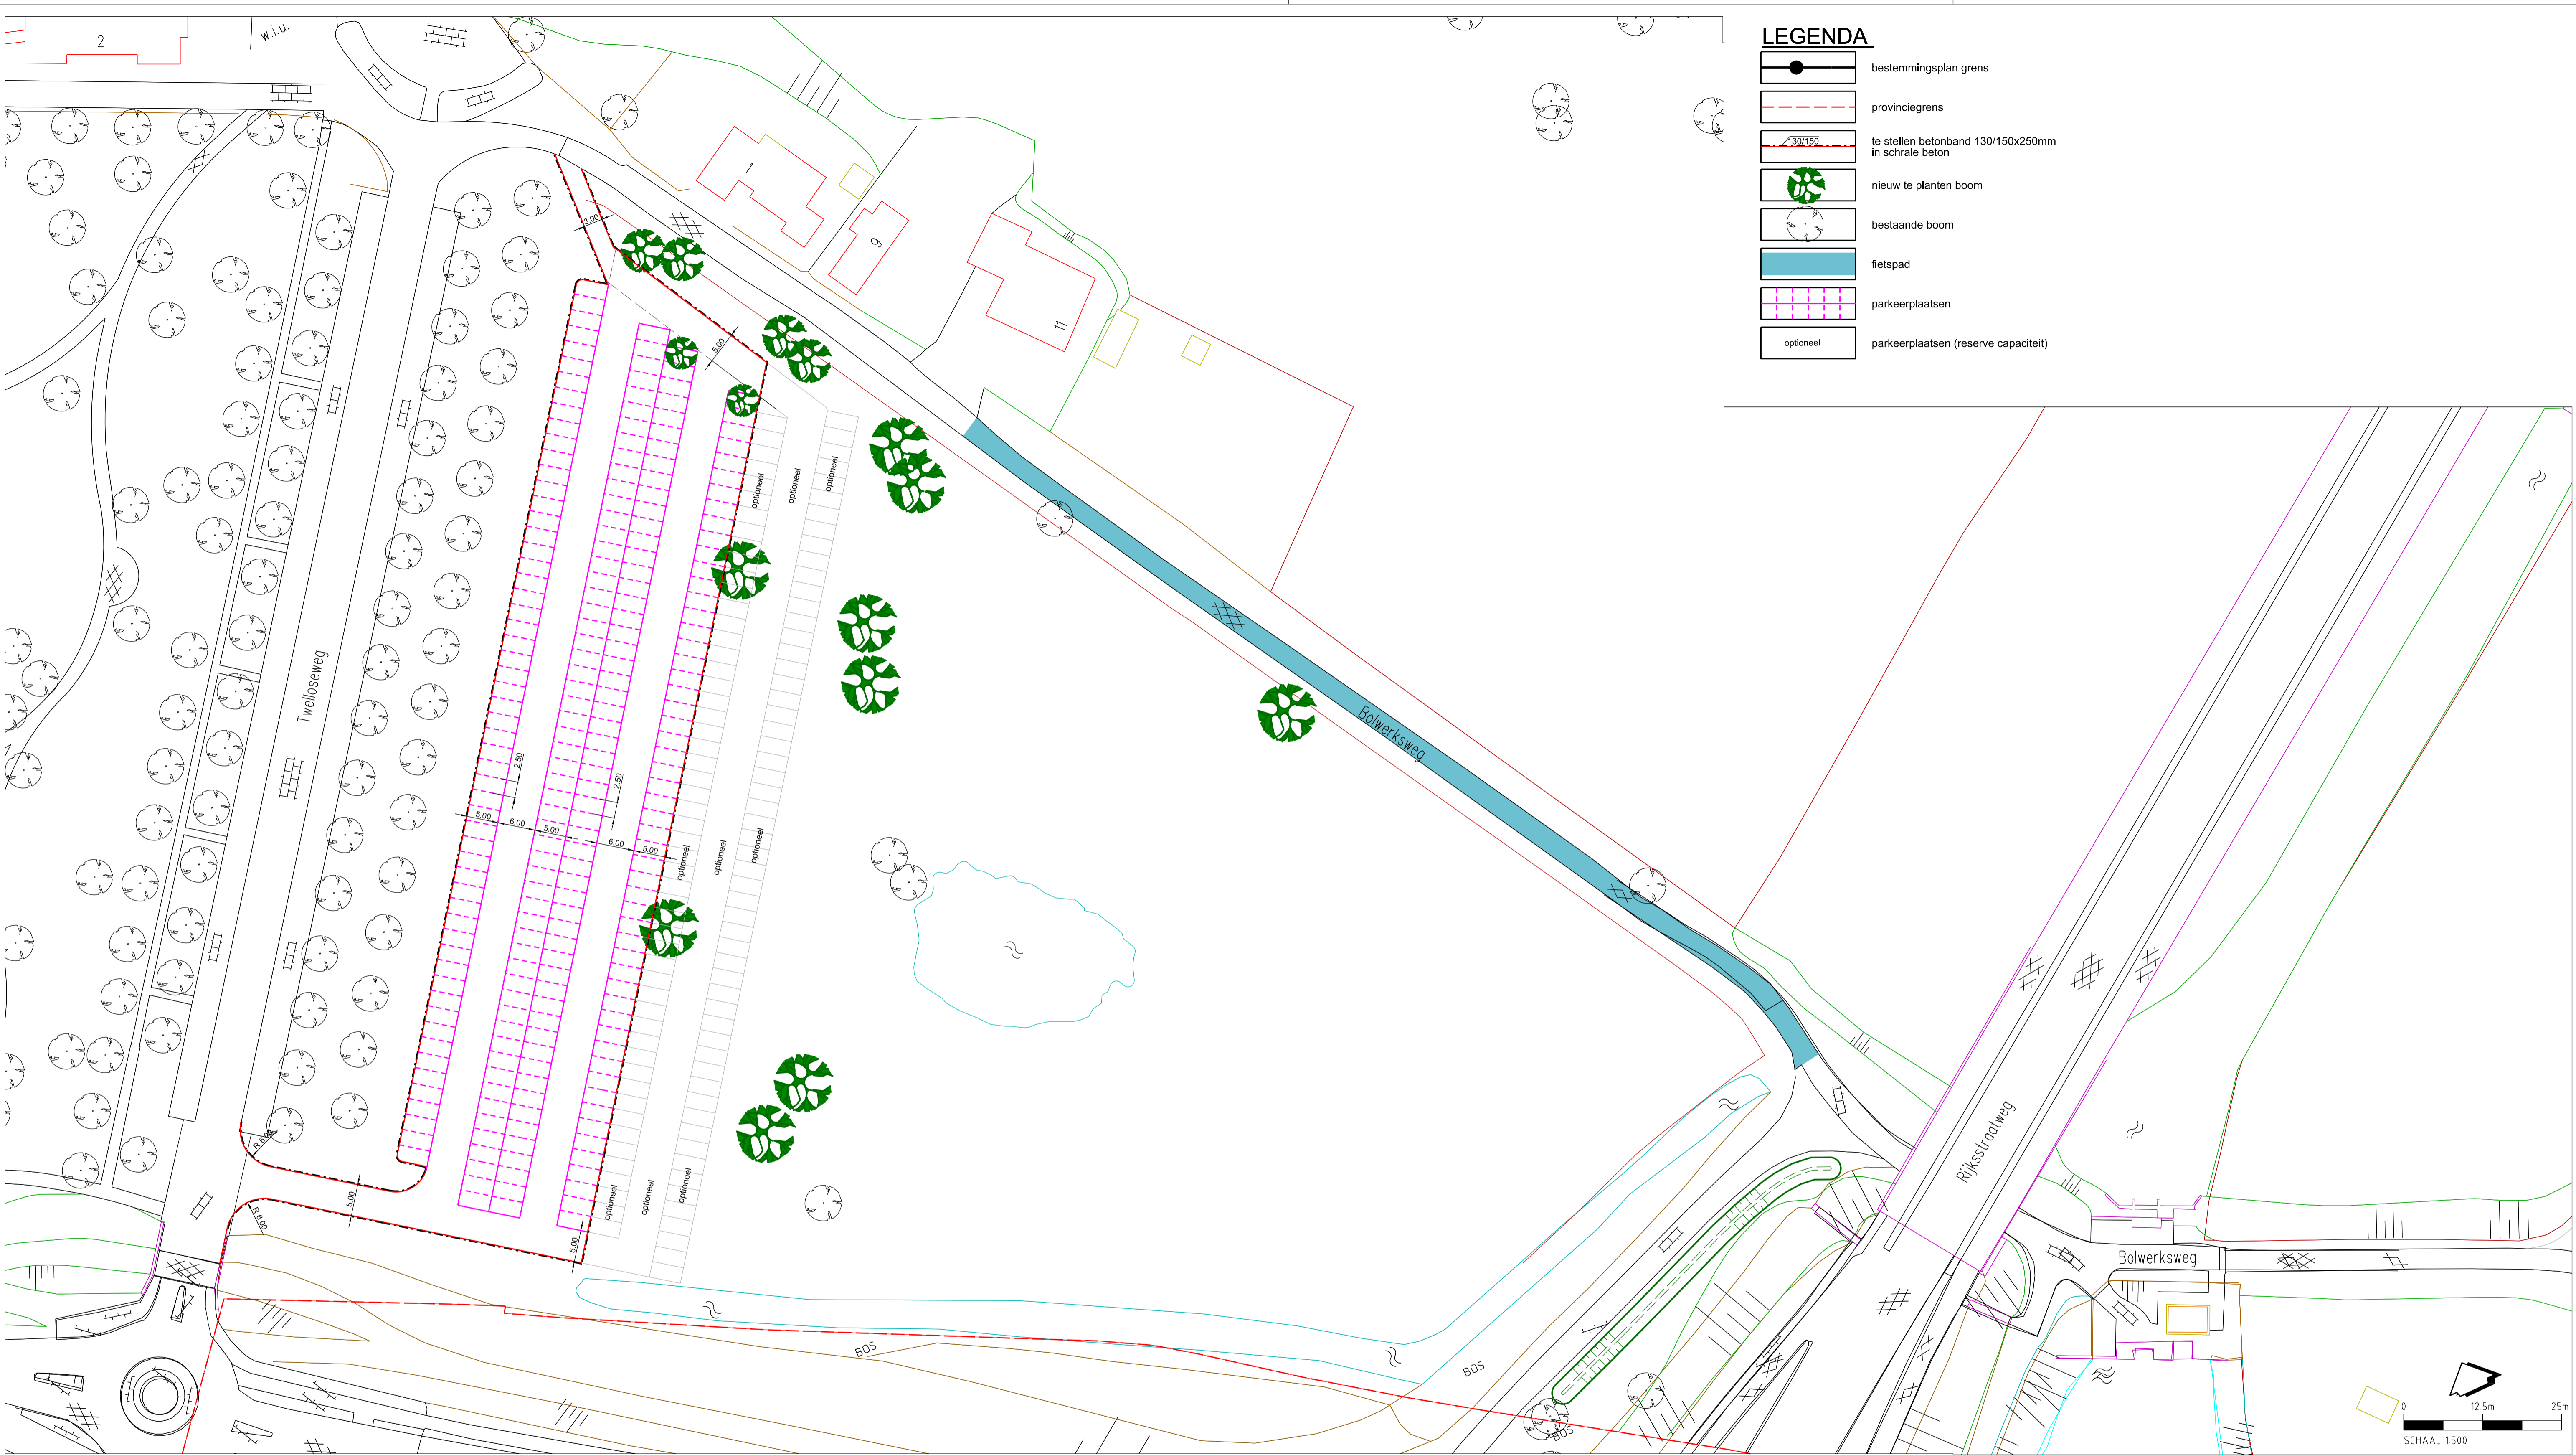 2
w.i.u.
LEGENDA
bestemmingsplan grens
provinciegrens
130/150
te stellen betonband 130/150x250mm
in schrale beton
nieuw te planten boom
bestaande boom
fietspad
parkeerplaatsen
optioneel
parkeerplaatsen (reserve capaciteit)
1
9
11
3.00
5.00
optioneel
optioneel
optioneel
Twelloseweg
Bolwerksweg
2.50
2.50
5.00
6.00
5.00
6.00
5.00
optioneel
optioneel
optioneel
R 6.00
5.00
R 6.00
5.00
optioneel
optioneel
optioneel
Rijksstraatweg
Bolwerksweg
BOS
BOS
BOS
0
12.5m
25m
SCHAAL 1:500